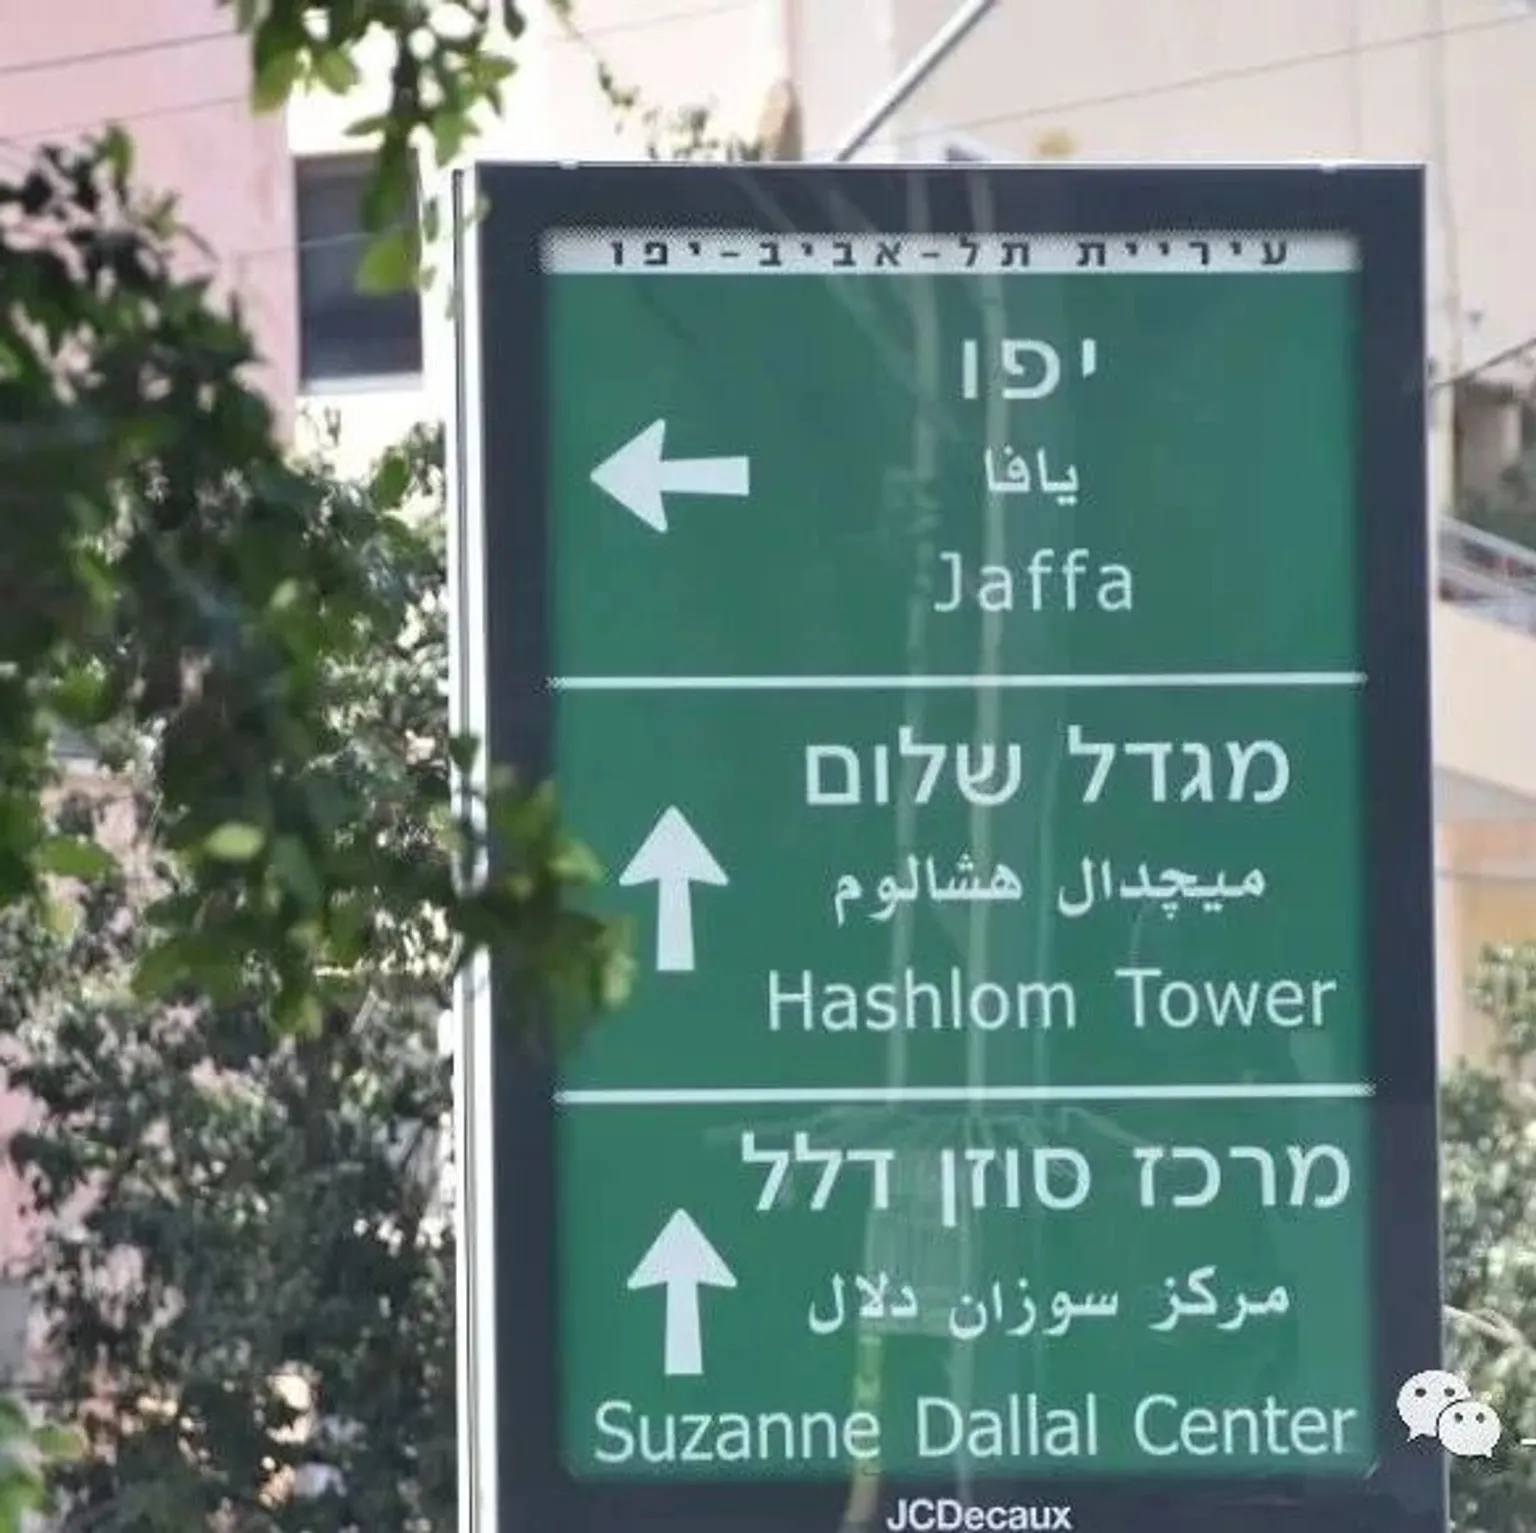 עיריית תל-אביב-יפו
יפו
يافا
Jaffa
מגדל שלום
ميچدال هشالوم
Hashlom Tower
מרכז סוזן דלל
مركز سوزان دلال
Suzanne Dallal Center
JCDecaux